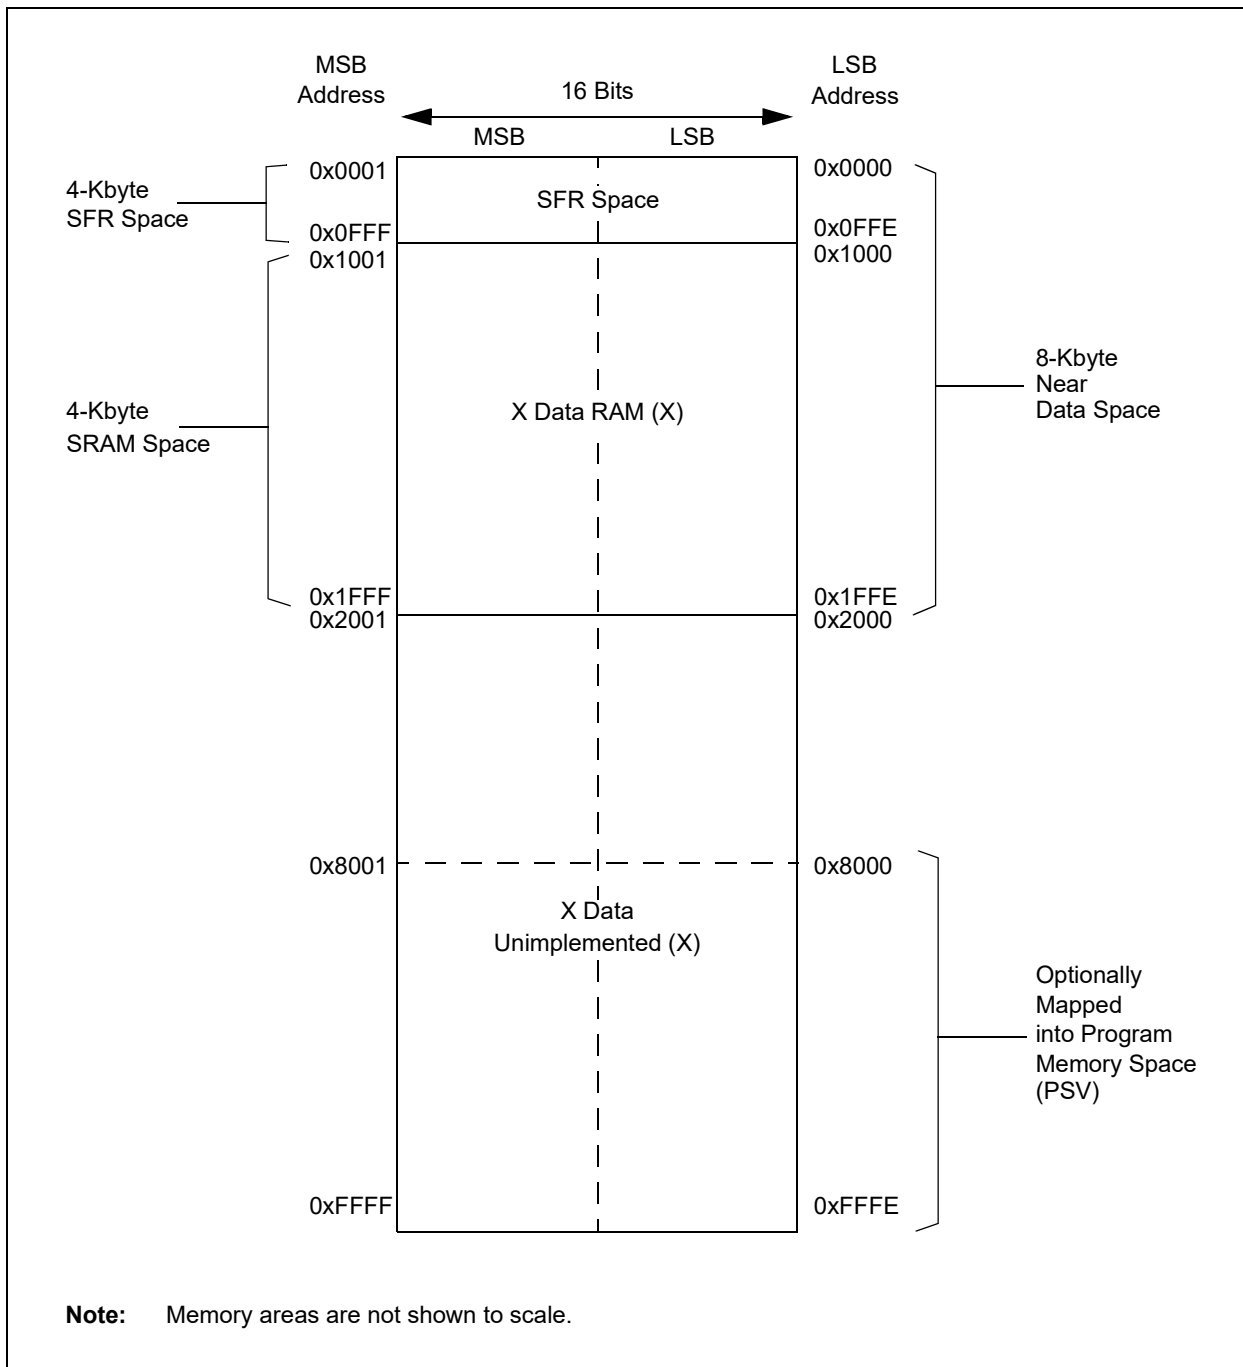 MSB
Address
16 Bits
LSB
Address
MSB
LSB
0x0001
0x0000
4-Kbyte
SFR Space
SFR Space
0x0FFF
0x0FFE
0x1001
0x1000
8-Kbyte
Near
Data Space
4-Kbyte
SRAM Space
X Data RAM (X)
0x1FFF
0x1FFE
0x2001
0x2000
0x8001
0x8000
X Data
Unimplemented (X)
Optionally
Mapped
into Program
Memory Space
(PSV)
0xFFFF
0xFFFE
Note: Memory areas are not shown to scale.